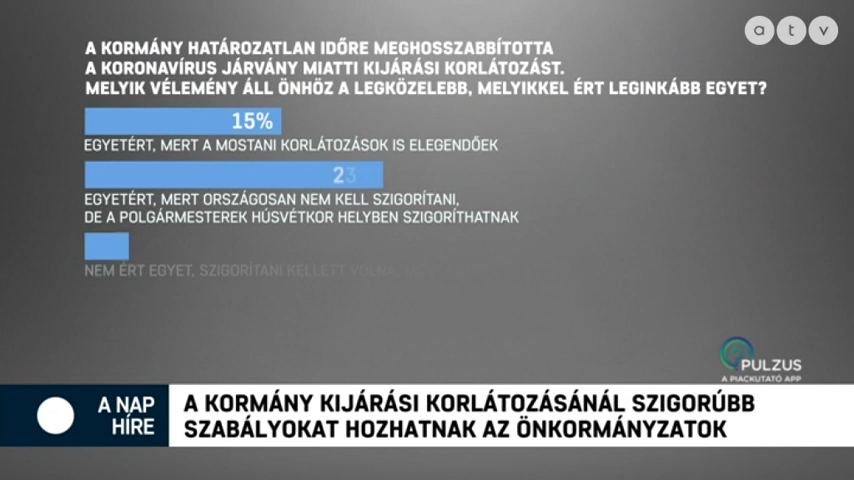 atv
A KORMÁNY HATÁROZATLAN IDŐRE MEGHOSSZABBÍTOTTA
A KORONAVÍRUS JÁRVÁNY MIATTI KIJÁRÁSI KORLÁTOZÁST.
MELYIK VÉLEMÉNY ÁLL ÖNHÖZ A LEGKÖZELEBB, MELYIKKEL ÉRT LEGINKÁBB EGYET?
15%
EGYETÉRT, MERT A MOSTANI KORLÁTOZÁSOK IS ELEGENDŐEK
23
EGYETÉRT, MERT ORSZÁGOSAN NEM KELL SZIGORÍTANI,
DE A POLGÁRMESTEREK HÚSVÉTKOR HELYBEN SZIGORÍTHATNAK
NEM ÉRT EGYET, SZIGORÍTANI KELLETT VOLNA,
PULZUS
A PIACKUTATÓ APP
A NAP
HÍRE
A KORMÁNY KIJÁRÁSI KORLÁTOZÁSÁNÁL SZIGORÚBB
SZABÁLYOKAT HOZHATNAK AZ ÖNKORMÁNYZATOK